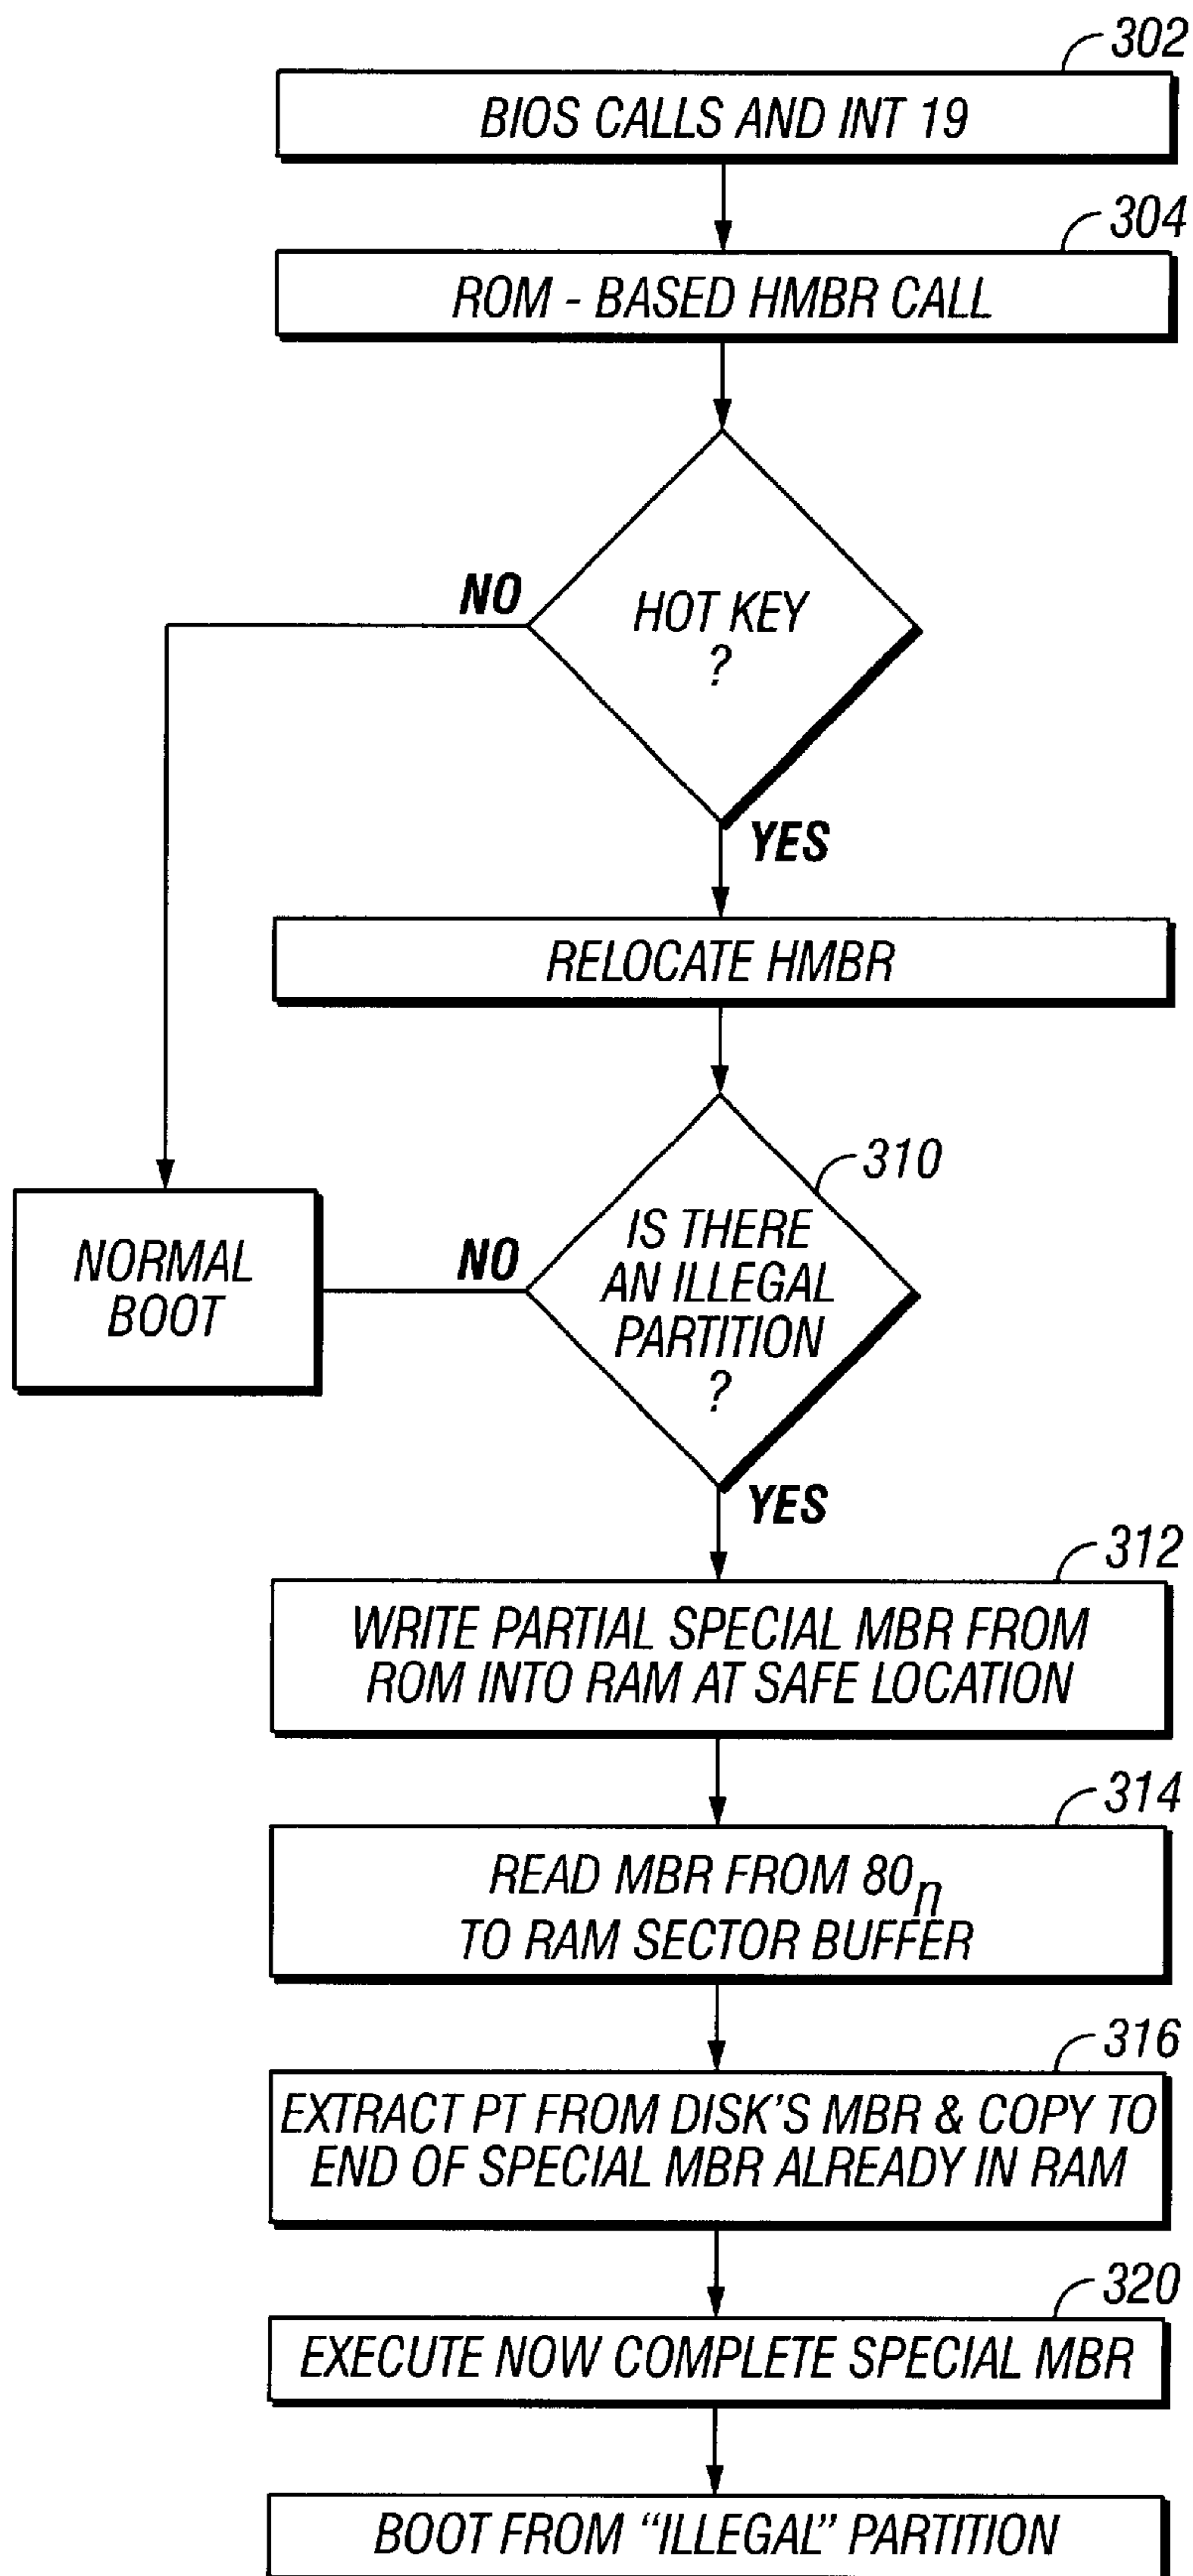 302
BIOS CALLS AND INT 19
304
ROM - BASED HMBR CALL
NO
HOT KEY
?
YES
RELOCATE HMBR
310
IS THERE
AN ILLEGAL
PARTITION
?
NO
NORMAL
BOOT
YES
312
WRITE PARTIAL SPECIAL MBR FROM
ROM INTO RAM AT SAFE LOCATION
314
READ MBR FROM 80n
TO RAM SECTOR BUFFER
316
EXTRACT PT FROM DISK'S MBR & COPY TO
END OF SPECIAL MBR ALREADY IN RAM
320
EXECUTE NOW COMPLETE SPECIAL MBR
BOOT FROM “ILLEGAL” PARTITION